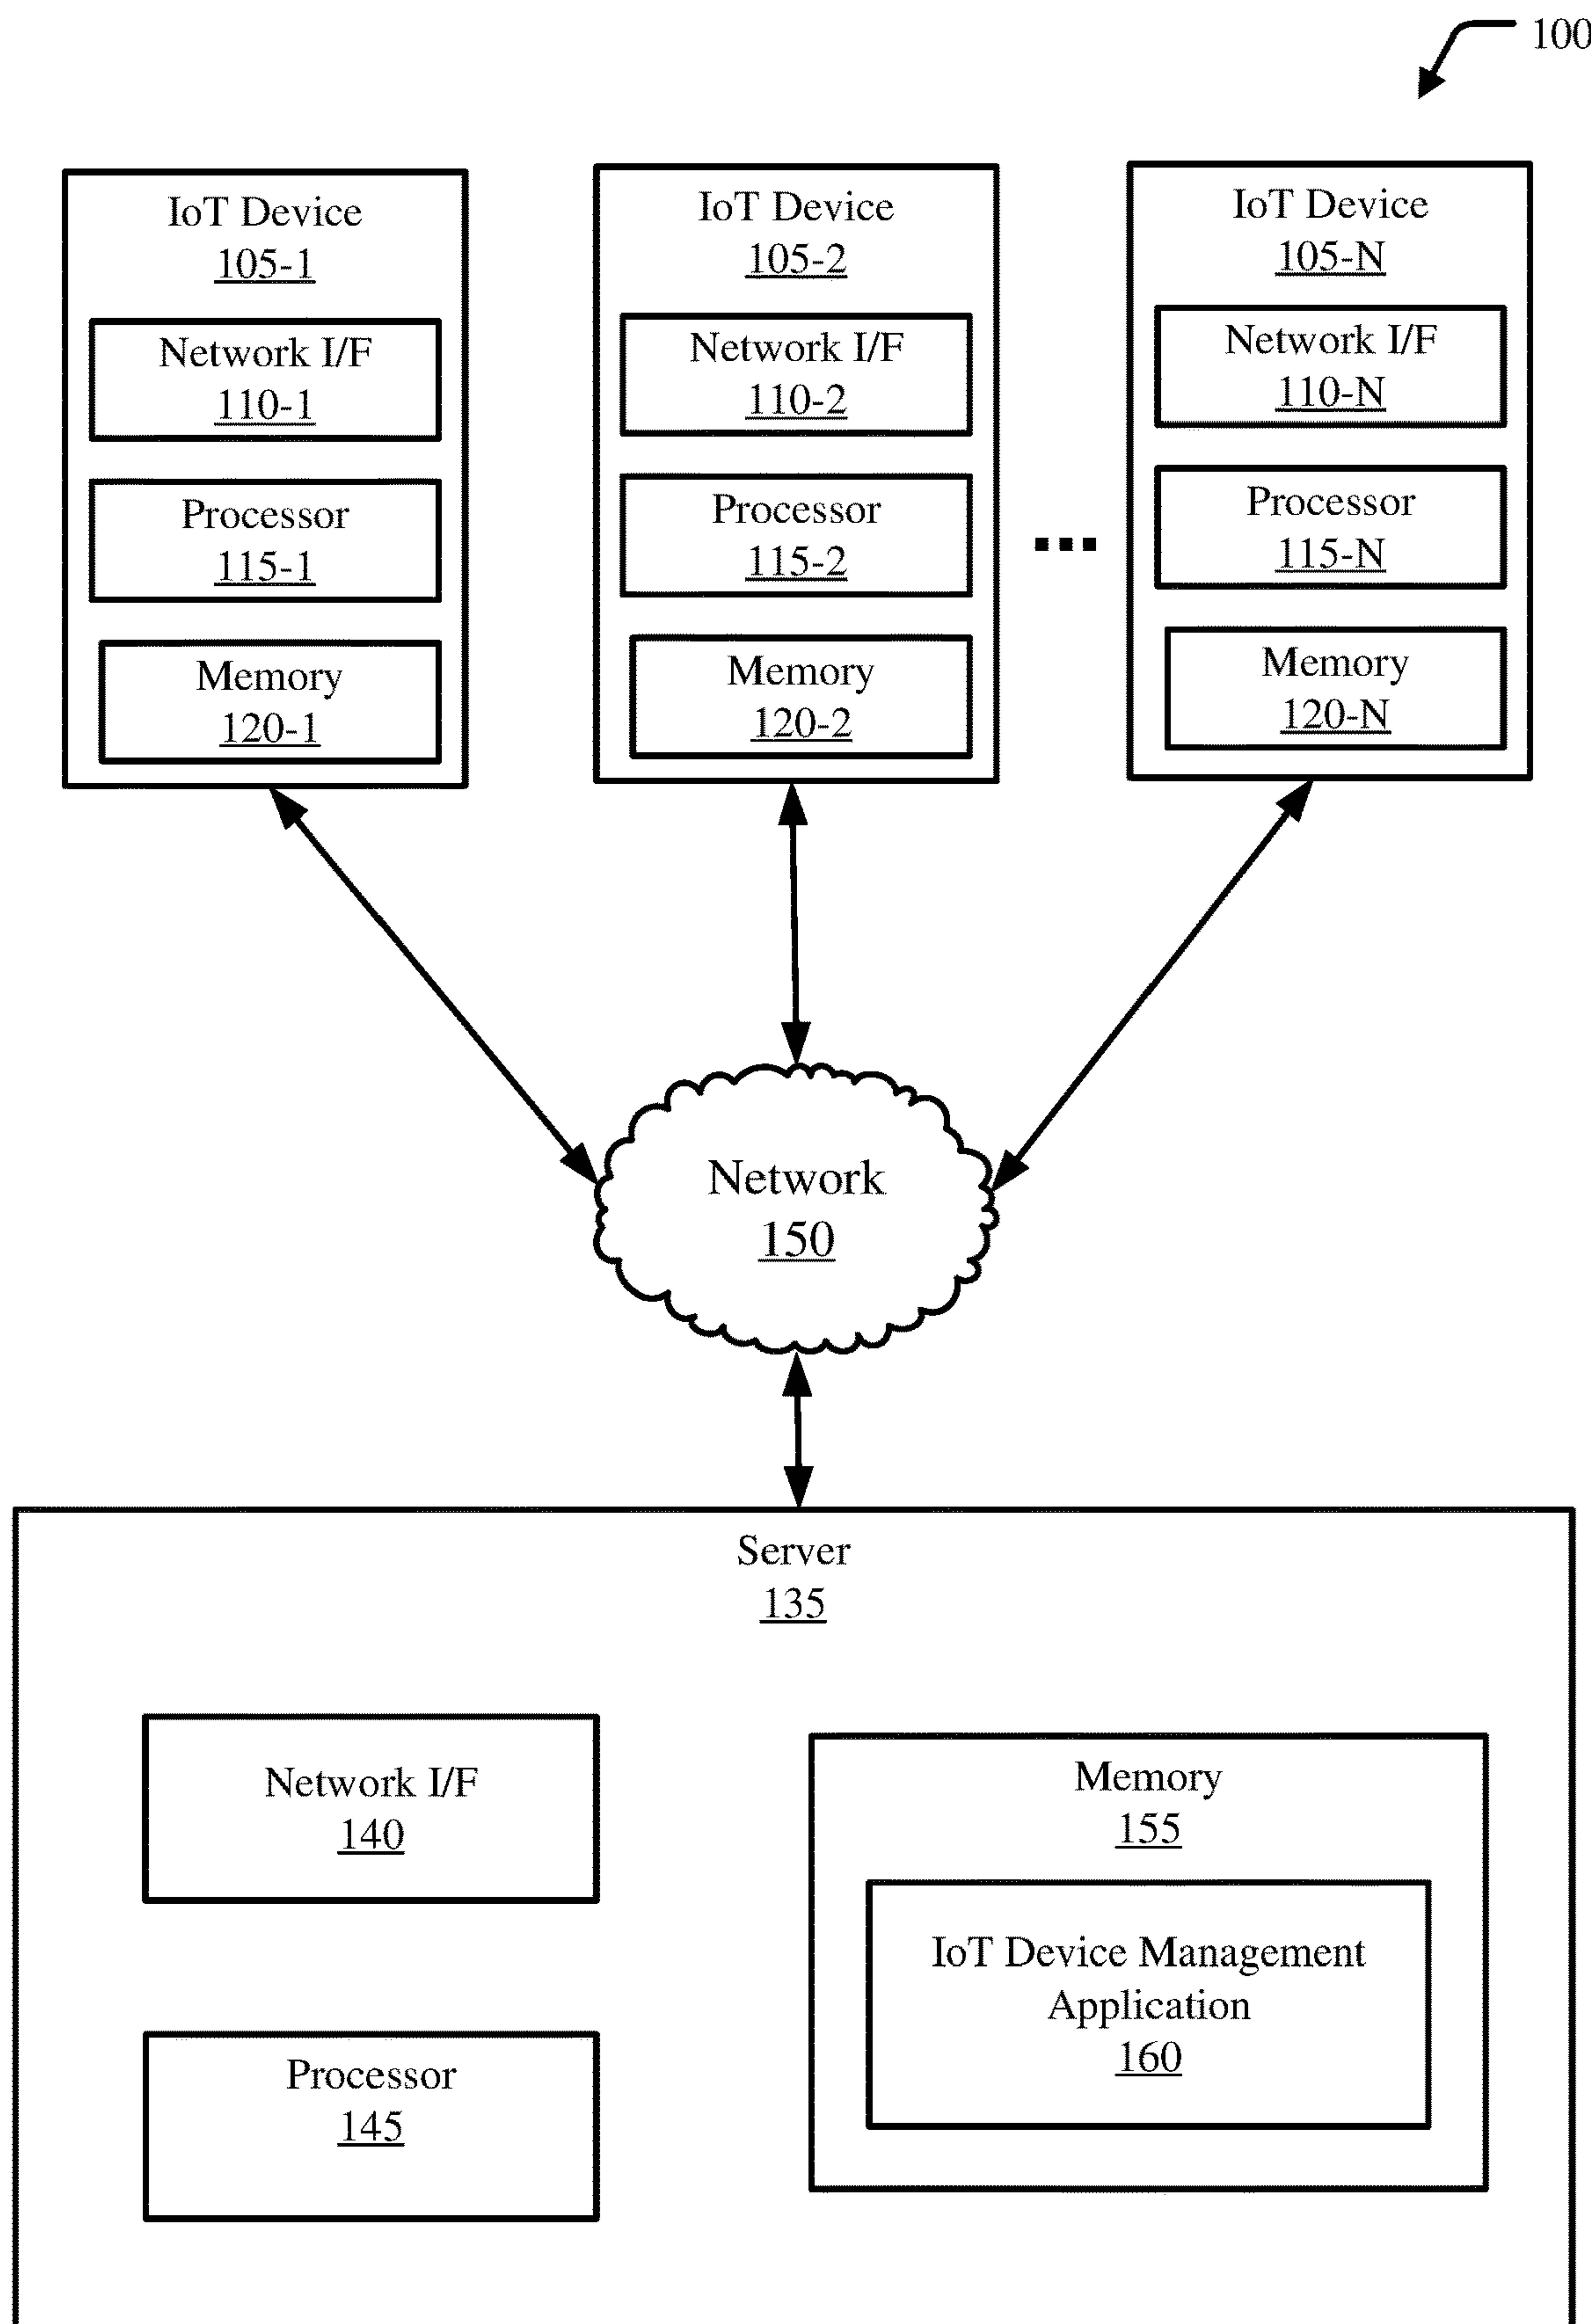 100
IoT Device
105-1
Network I/F
110-1
Processor
115-1
Memory
120-1
IoT Device
105-2
Network I/F
110-2
Processor
115-2
Memory
120-2
IoT Device
105-N
Network I/F
110-N
Processor
115-N
Memory
120-N
Network
150
Server
135
Network I/F
140
Processor
145
Memory
155
IoT Device Management
Application
160